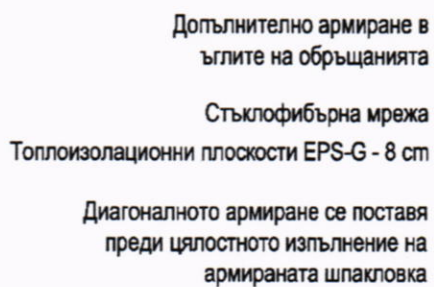 Допълнително армиране в
ъглите на обръщанията
Стъклофибърна мрежа
Топлоизолационни плоскости EPS-G - 8 cm
Диагоналното армиране се поставя
преди цялостното изпълнение на
армираната шпакловка